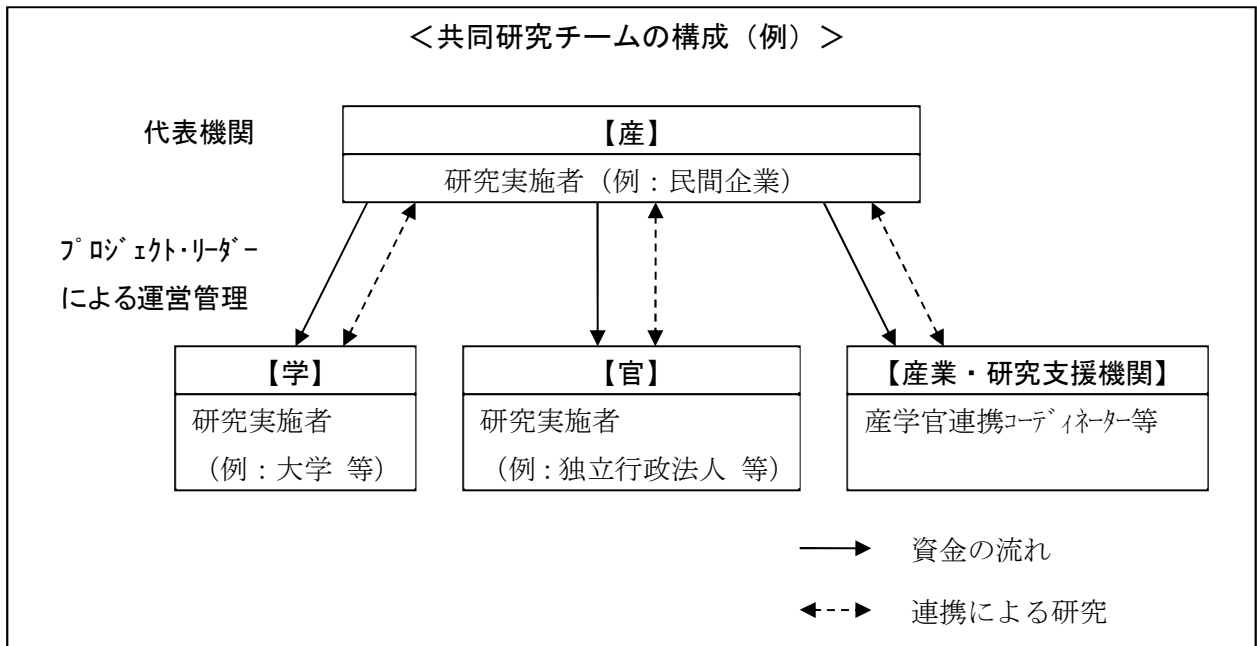 ＜共同研究チームの構成（例）＞
代表機関
【産】
研究実施者（例：民間企業）
ﾌﾟﾛｼﾞｪｸﾄ･ﾘｰﾀﾞｰ
による運営管理
【学】
研究実施者
（例：大学 等）
【官】
研究実施者
（例：独立行政法人 等）
【産業・研究支援機関】
産学官連携ｺｰﾃﾞｨﾈｰﾀｰ等
資金の流れ
連携による研究